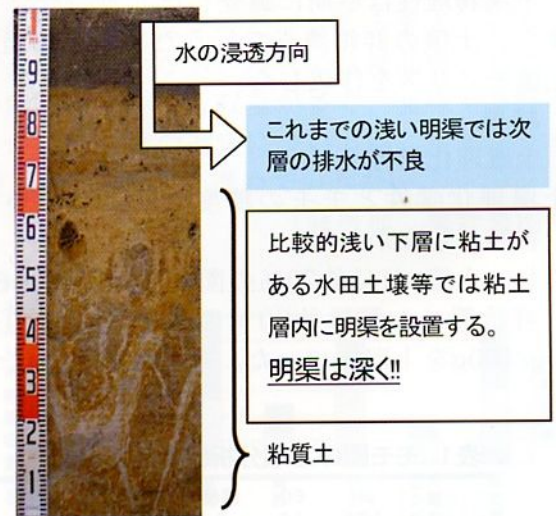 水の浸透方向
これまでの浅い明渠では次
層の排水が不良
比較的浅い下層に粘土が
ある水田土壌等では粘土
層内に明渠を設置する。
明渠は深く!!
粘質土
9
8
7
6
5
4
3
2
1